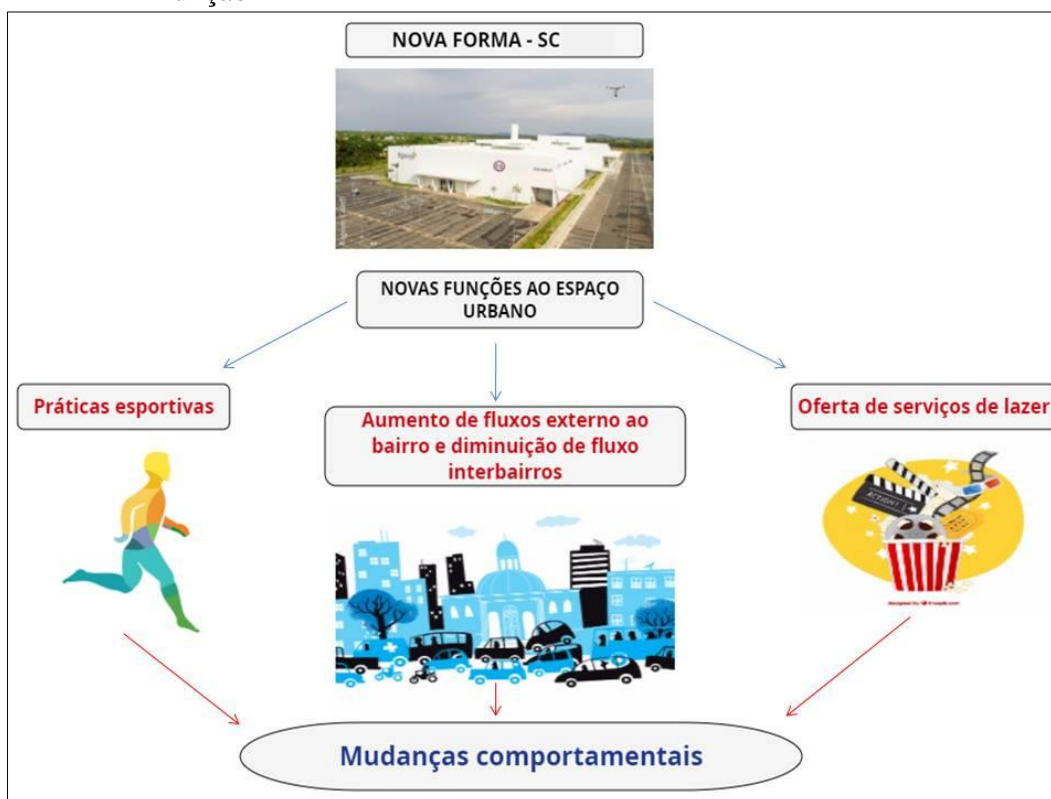 NOVA FORMA - SC
NOVAS FUNÇÕES AO ESPAÇO
URBANO
Práticas esportivas
Aumento de fluxos externo ao
bairro e diminuição de fluxo
interbairros
Oferta de serviços de lazer
Mudanças comportamentais